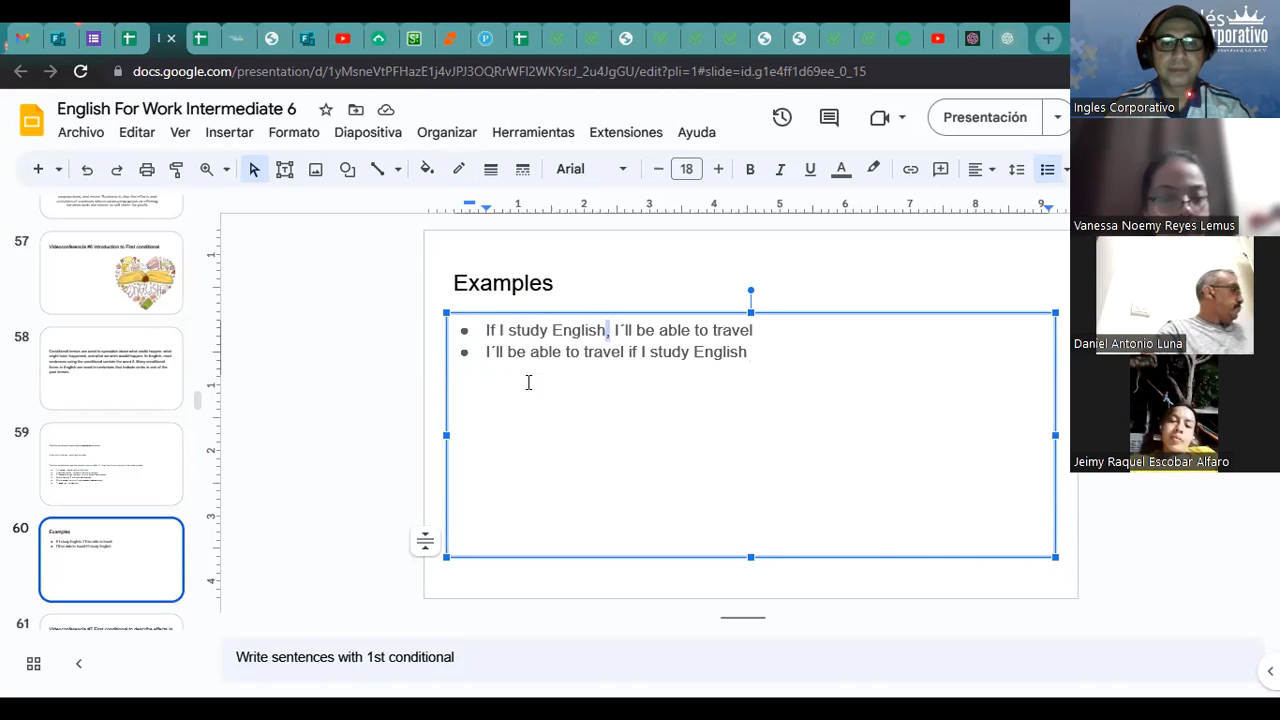 docs.google.com/presentation/d/1yMsneVtPFHazE1j4vJPJ3OQRrWFI2WKYsrJ_2u4JgGU/edit?pli=1#slide=id.g1e4ff1d69ee_0_15
English For Work Intermediate 6
Archivo Editar Ver Insertar Formato Diapositiva Organizar Herramientas Extensiones Ayuda
Presentación
Arial
18
57
Videoconferencia #6 Introduction to First conditional
58
59
60
Examples
61
Examples
If I study English, I´ll be able to travel
I´ll be able to travel if I study English
Write sentences with 1st conditional
Corporativo
Ingles Corporativo
Vanessa Noemy Reyes Lemus
Daniel Antonio Luna
Jeimy Raquel Escobar Alfaro